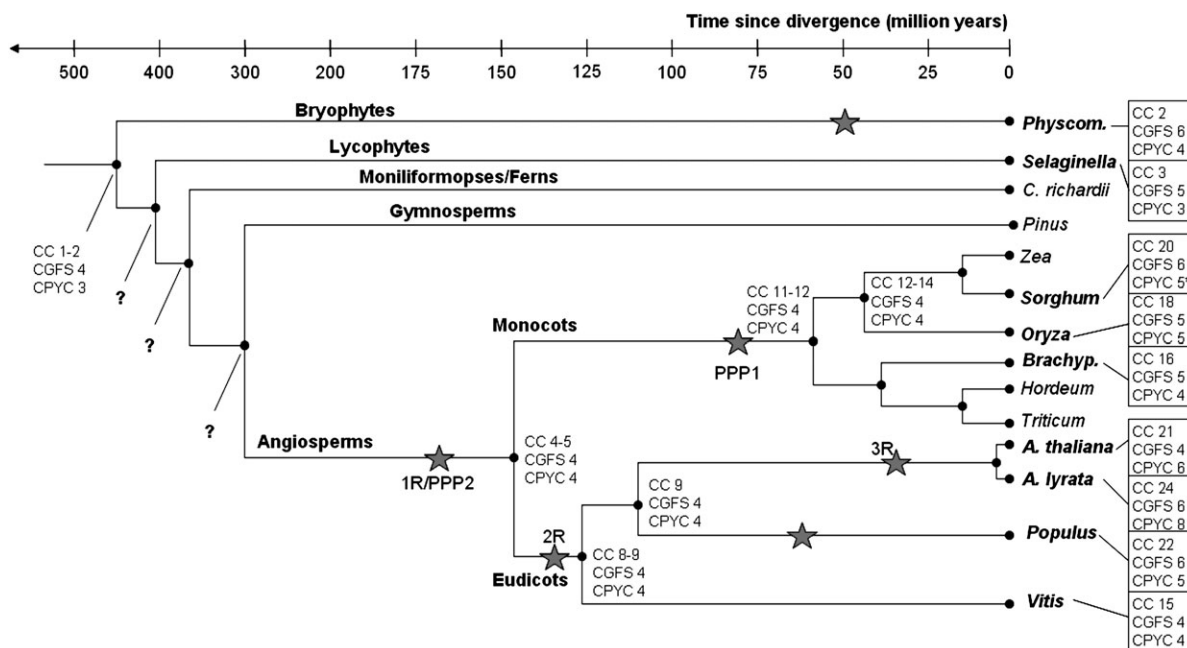 Time since divergence (million years)
500 400 300 200 175 150 125 100 75 50 25 0
Bryophytes
Physcom.
CC 2
CGFS 6
CPYC 4
Lycophytes
Selaginella
CC 3
CGFS 5
CPYC 3
Moniliformopses/Ferns
C. richardii
Gymnosperms
Pinus
CC 1-2
CGFS 4
CPYC 3
?
?
?
Zea
Sorghum
CC 20
CGFS 6
CPYC 5
CC 11-12
CGFS 4
CPYC 4
CC 12-14
CGFS 4
CPYC 4
Monocots
PPP1
Oryza
CC 18
CGFS 5
CPYC 5
Brachyp.
CC 16
CGFS 5
CPYC 4
Hordeum
Triticum
Angiosperms
1R/PPP2
CC 4-5
CGFS 4
CPYC 4
3R
A. thaliana
CC 21
CGFS 4
CPYC 6
A. lyrata
CC 24
CGFS 6
CPYC 8
CC 9
CGFS 4
CPYC 4
2R
Eudicots
CC 8-9
CGFS 4
CPYC 4
Populus
CC 22
CGFS 6
CPYC 5
Vitis
CC 15
CGFS 4
CPYC 4